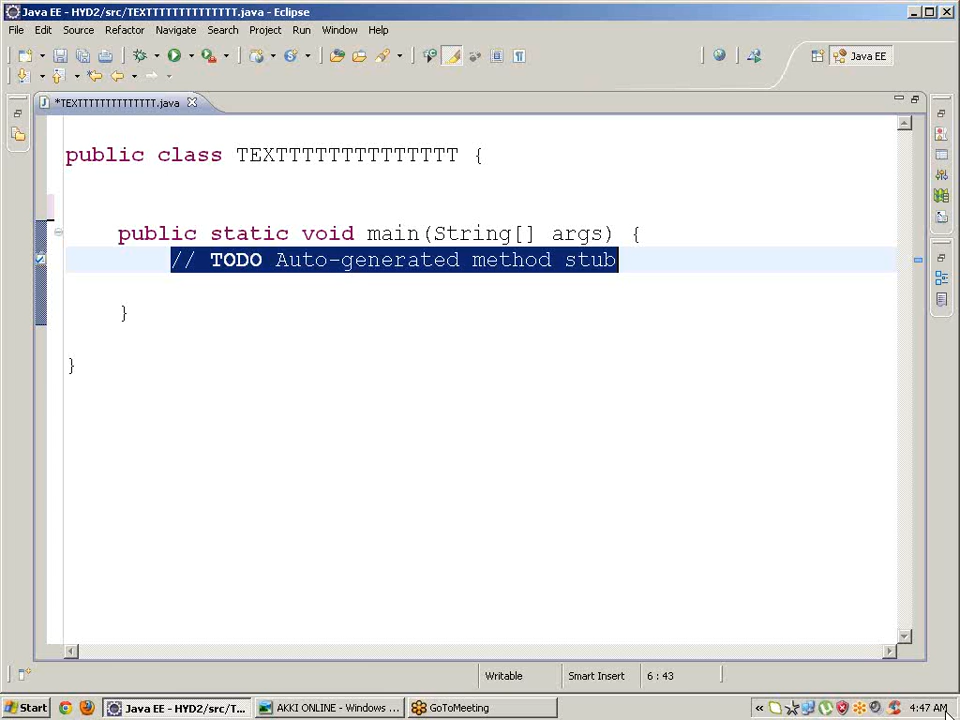 Java EE - HYD2/src/TEXTTTTTTTTTTTTTT.java - Eclipse
File Edit Source Refactor Navigate Search Project Run Window Help
Java EE
*TEXTTTTTTTTTTTTTT.java
public class TEXTTTTTTTTTTTTTT {
public static void main(String[] args) {
// TODO Auto-generated method stub
}
}
Writable Smart Insert 6 : 43
Start Java EE - HYD2/src/T... AKKI ONLINE - Windows ... GoToMeeting « 4:47 AM